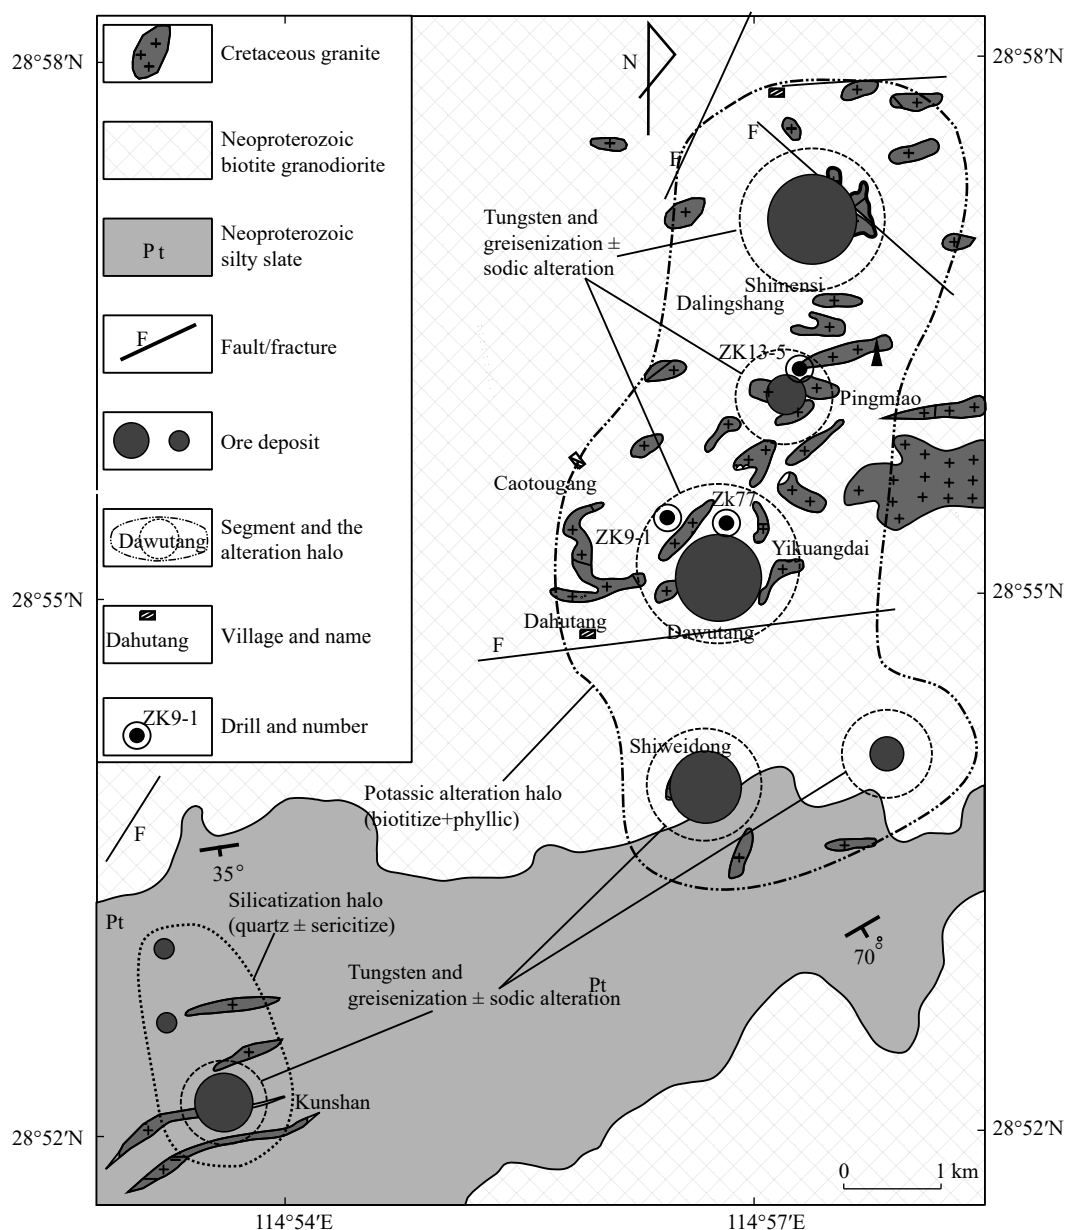 28°58′N
28°58′N
Cretaceous granite
Neoproterozoic
biotite granodiorite
Pt
Neoproterozoic
silty slate
F
Fault/fracture
Ore deposit
Dawutang
Segment and the
alteration halo
Dahutang
Village and name
ZK9-1
Drill and number
N
F
F
Tungsten and
greisenization ±
sodic alteration
Shimensi
Dalingshang
ZK13-5
Pingmiao
Caotougang
Zk77
ZK9-1
Yikuangdai
28°55′N
28°55′N
Dahutang
Dawutang
F
Shiweidong
Potassic alteration halo
(biotitize+phyllic)
F
35°
Silicatization halo
(quartz ± sericitize)
Pt
70°
Tungsten and
greisenization ± sodic alteration
Pt
Kunshan
28°52′N
28°52′N
0 1 km
114°54′E
114°57′E